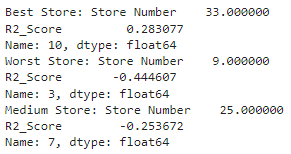 Best Store: Store Number    33.000000
R2_Score         0.283077
Name: 10, dtype: float64
Worst Store: Store Number    9.000000
R2_Score       -0.444607
Name: 3, dtype: float64
Medium Store: Store Number    25.000000
R2_Score        -0.253672
Name: 7, dtype: float64